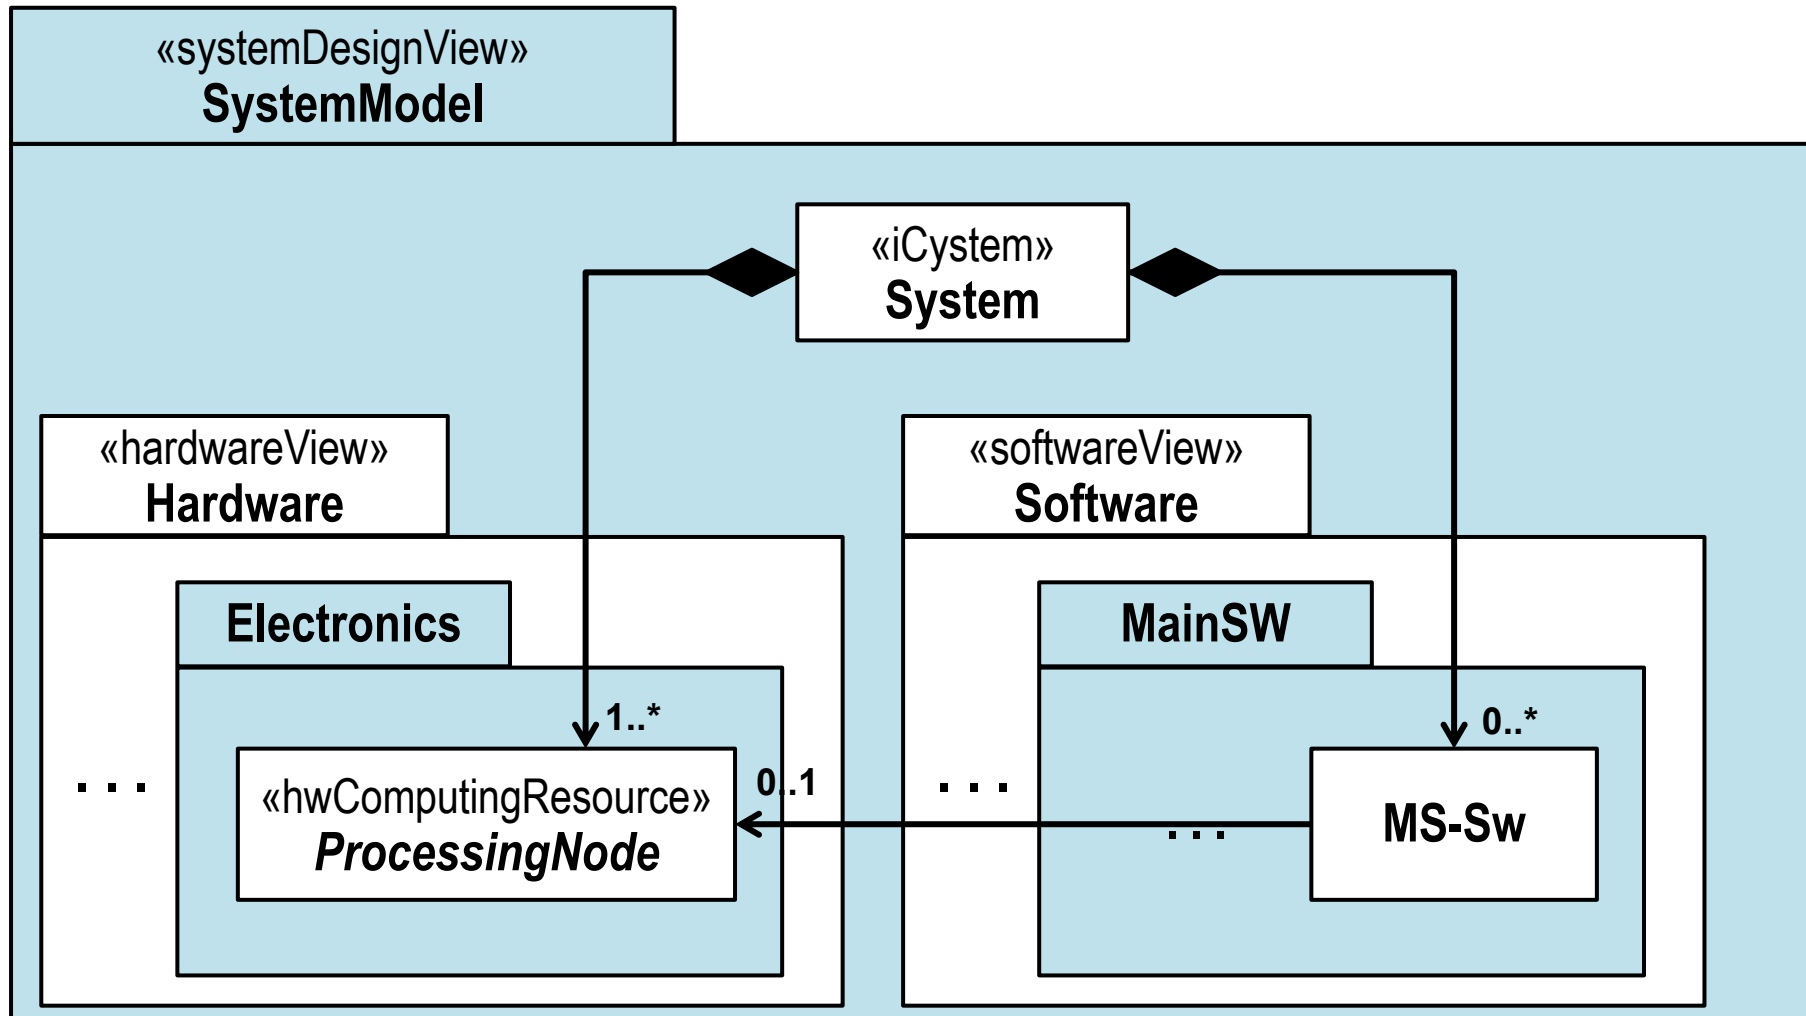 «systemDesignView»
SystemModel
«iCystem»
System
«hardwareView»
Hardware
«softwareView»
Software
Electronics
MainSW
1..*
0..*
. . .
«hwComputingResource»
ProcessingNode
0..1
. . .
. . .
MS-Sw